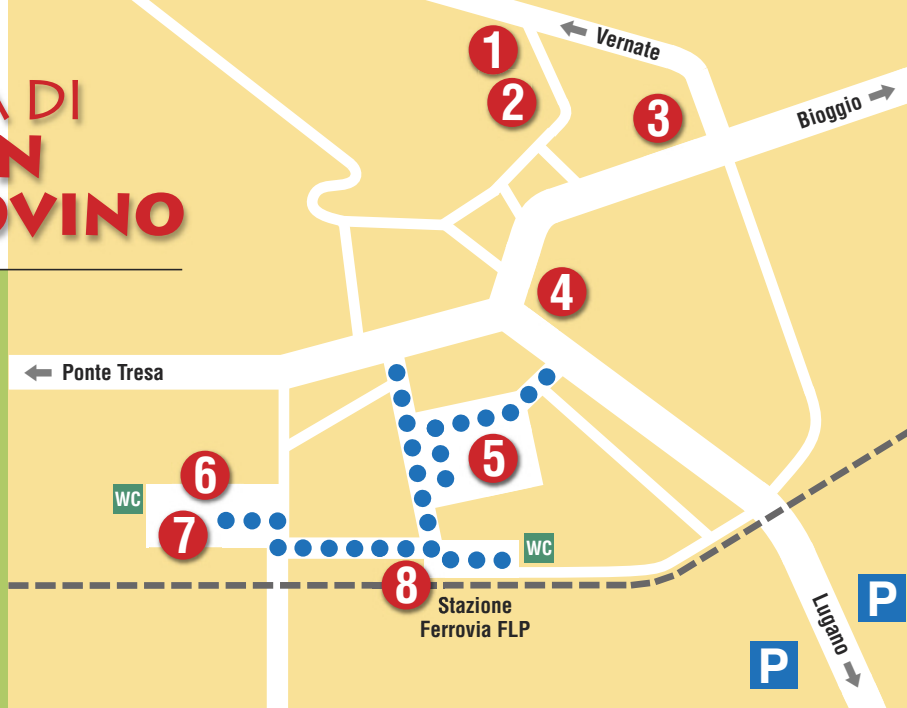 DI
Vernate
Bioggio
1
2
3
4
Ponte Tresa
5
6
WC
7
WC
8
Stazione
Ferrovia FLP
Lugano
P
P